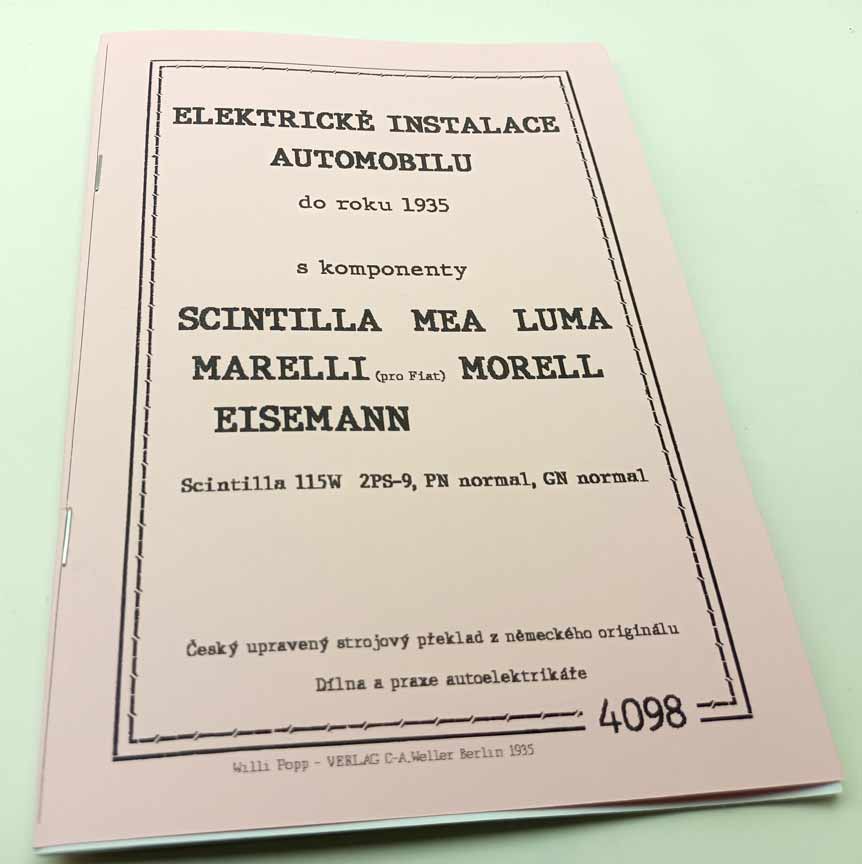 ELEKTRICKÉ INSTALACE
AUTOMOBILU
do roku 1935
s komponenty
SCINTILLA MEA LUMA
MARELLI (pro Fiat) MORELL
EISEMANN
Scintilla 115W 2PS-9, PN normal, GN normal
Český upravený strojový překlad z německého originálu
Dílna a praxe autoelektrikáře
4098
Willi Popp - VERLAG C-A.Weller Berlin 1935